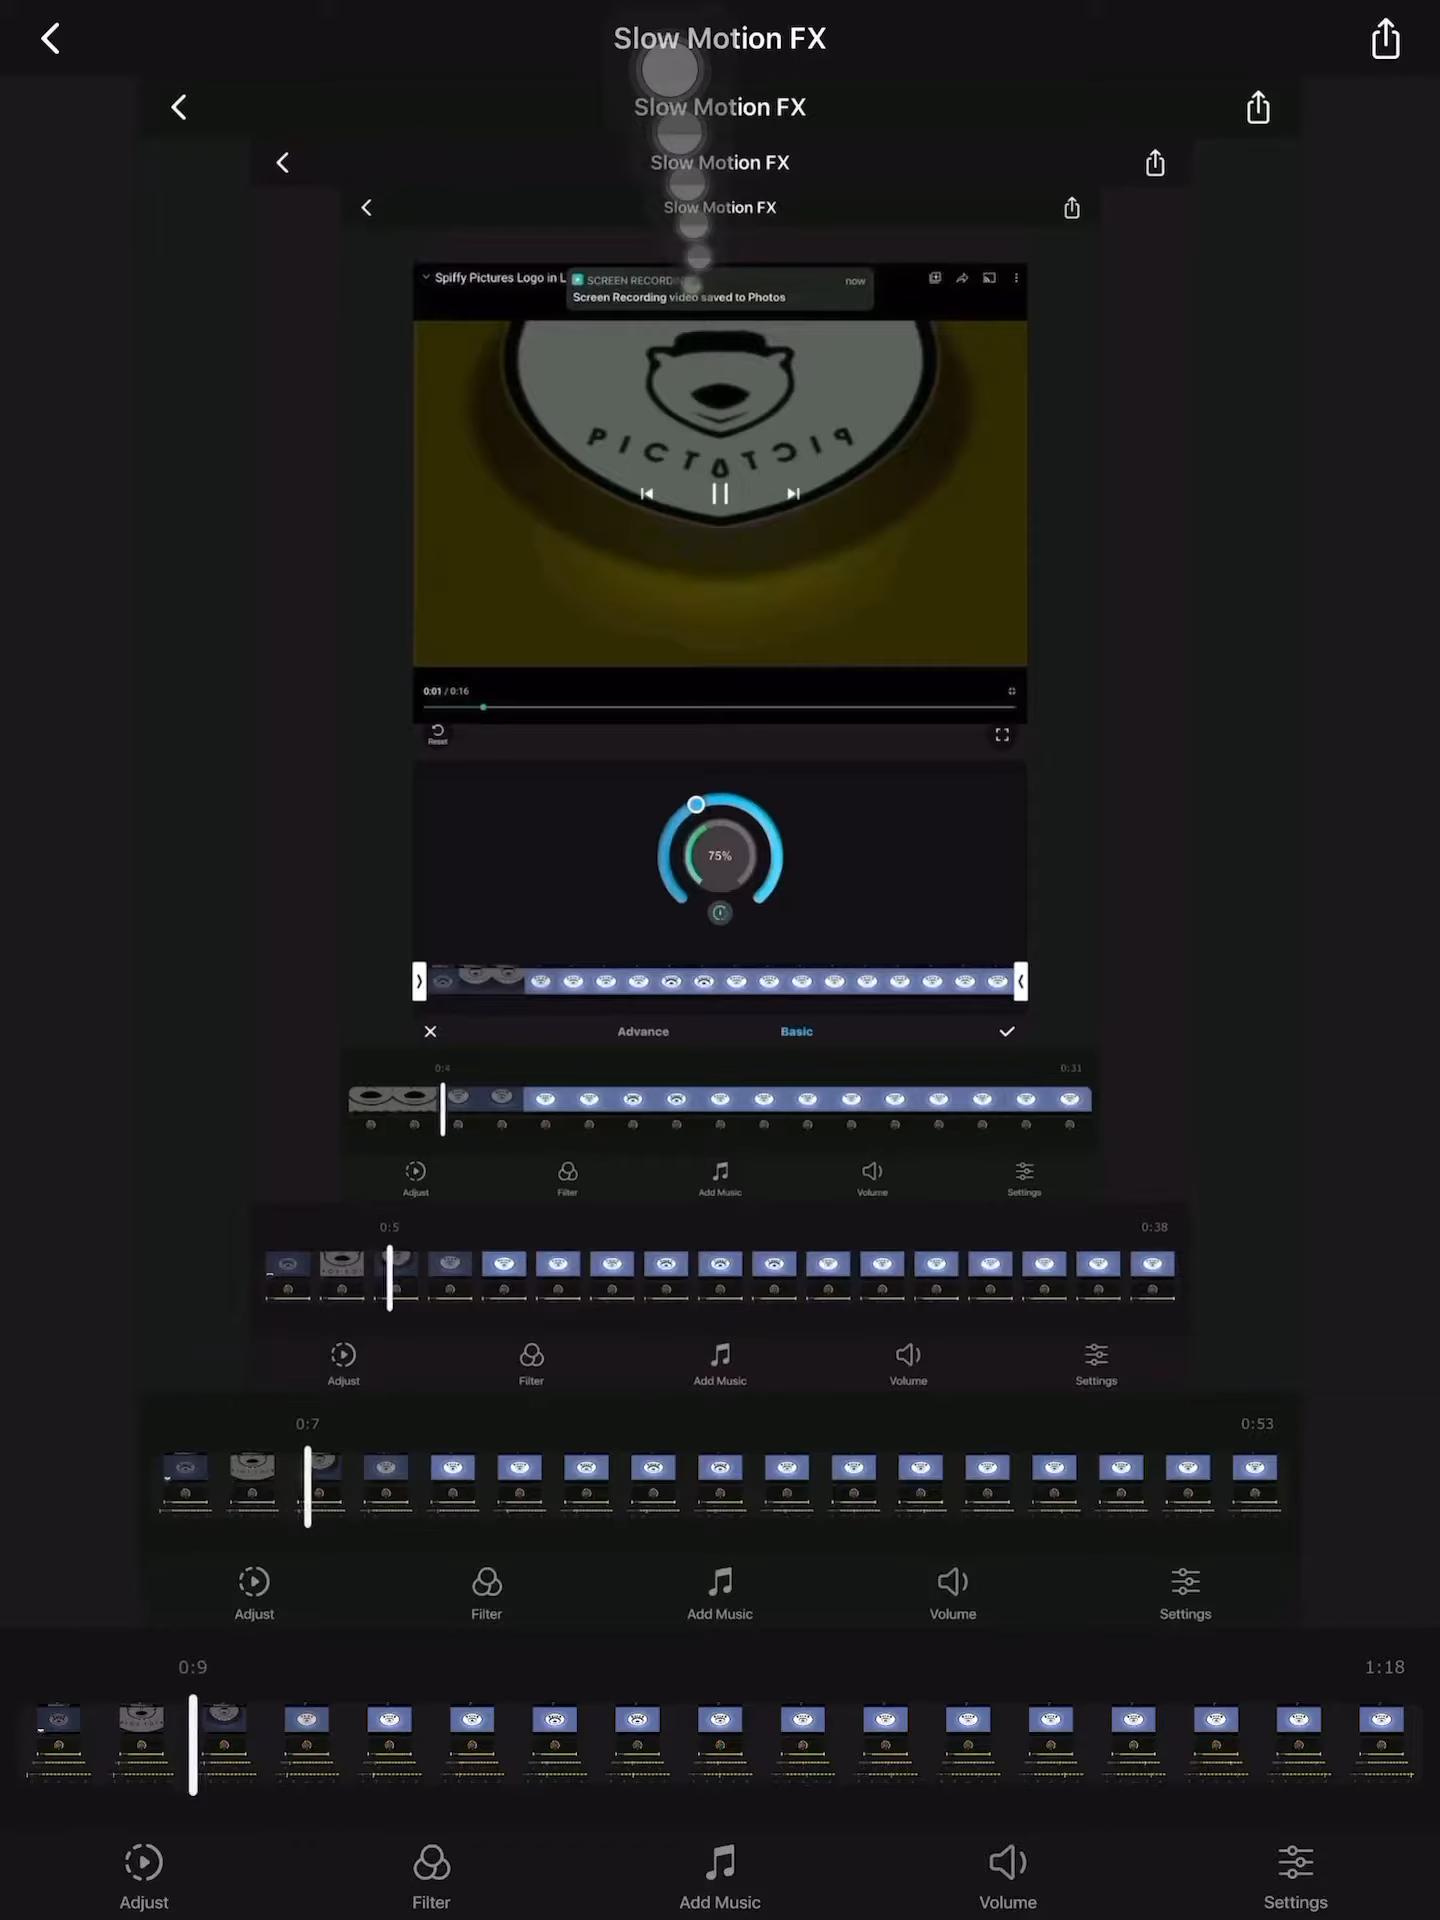 Slow Motion FX
Slow Motion FX
Slow Motion FX
Slow Motion FX
Spiffy Pictures Logo in L
SCREEN RECORDIN
now
Screen Recording video saved to Photos
PICT
0:01 / 0:16
Reset
75%
Advance
Basic
0:4
0:31
Adjust
Filter
Add Music
Volume
Settings
0:5
0:38
Adjust
Filter
Add Music
Volume
Settings
0:7
0:53
Adjust
Filter
Add Music
Volume
Settings
0:9
1:18
Adjust
Filter
Add Music
Volume
Settings